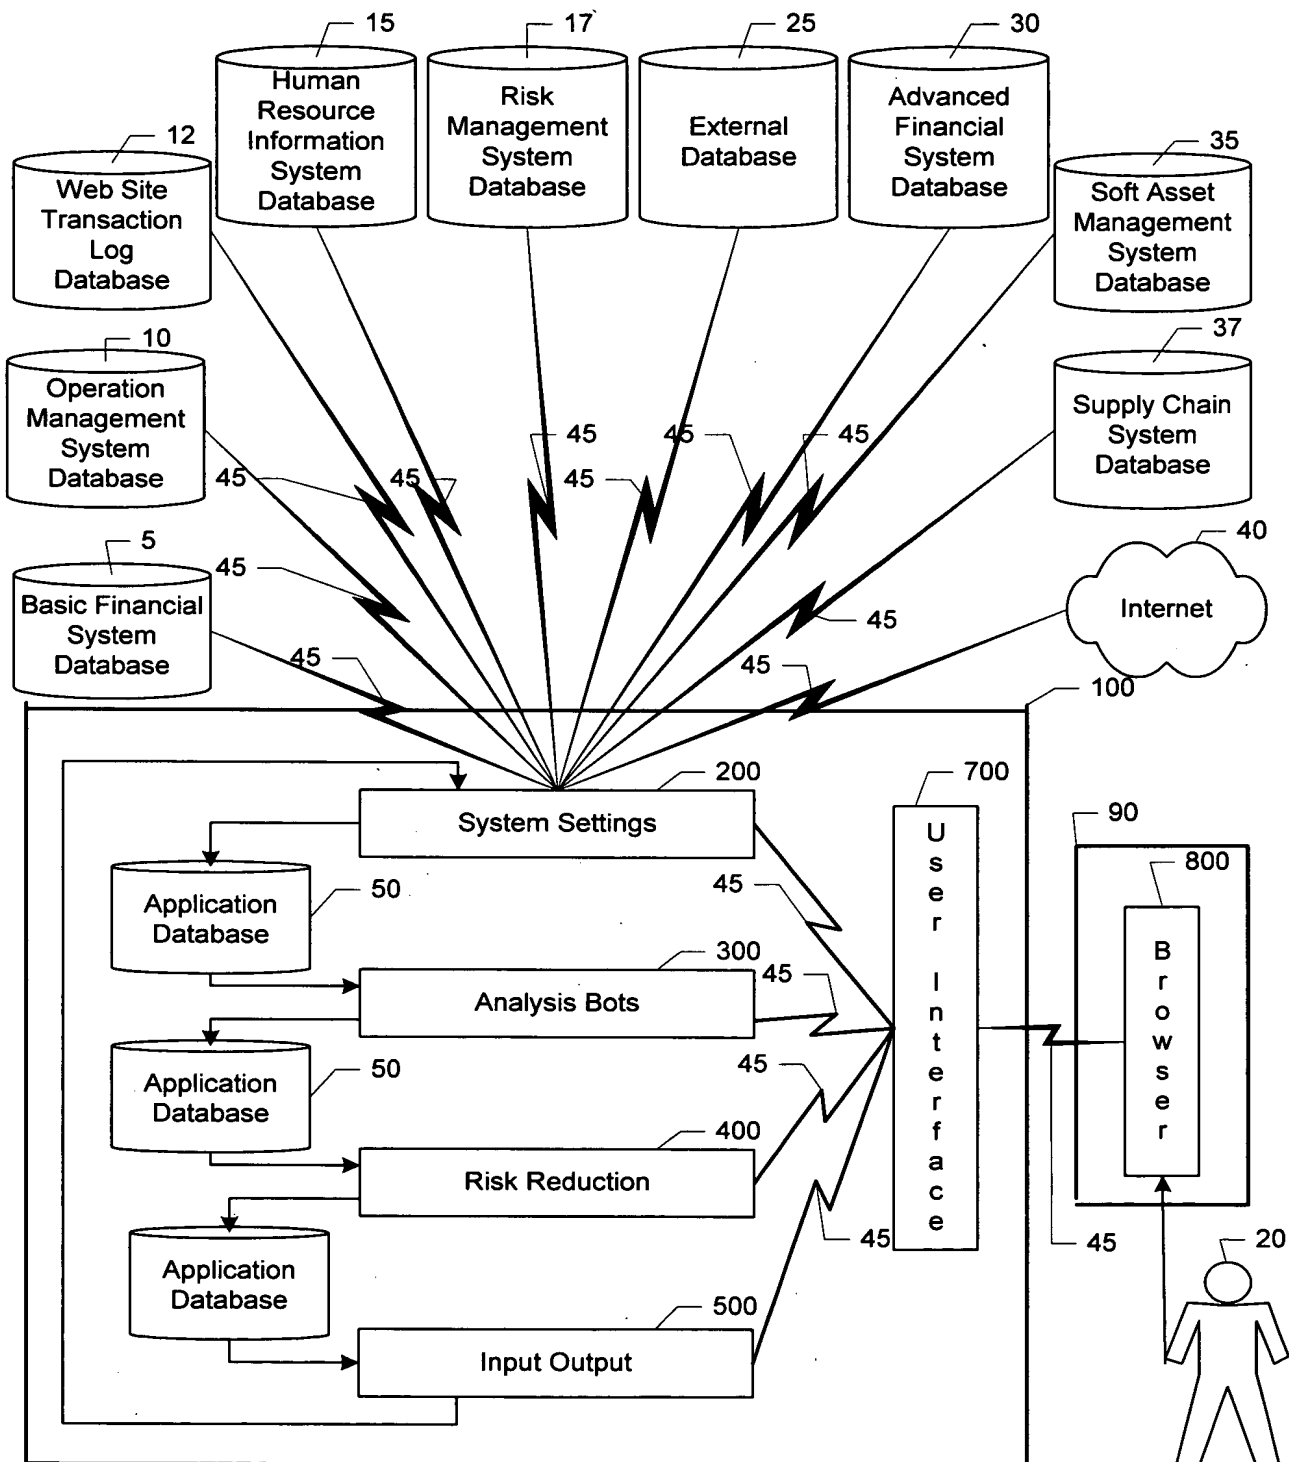 15
17
25
30
Human
Resource
Information
System
Database
Risk
Management
System
Database
External
Database
Advanced
Financial
System
Database
12
35
Web Site
Transaction
Log
Database
Soft Asset
Management
System
Database
10
37
Operation
Management
System
Database
Supply Chain
System
Database
45
45
45
45
45
45
5
40
Basic Financial
System
Database
45
Internet
45
45
45
100
200
700
System Settings
90
800
Application
Database
50
45
300
45
Analysis Bots
User Interface
Browser
Application
Database
50
45
400
Risk Reduction
45
45
20
Application
Database
500
Input Output